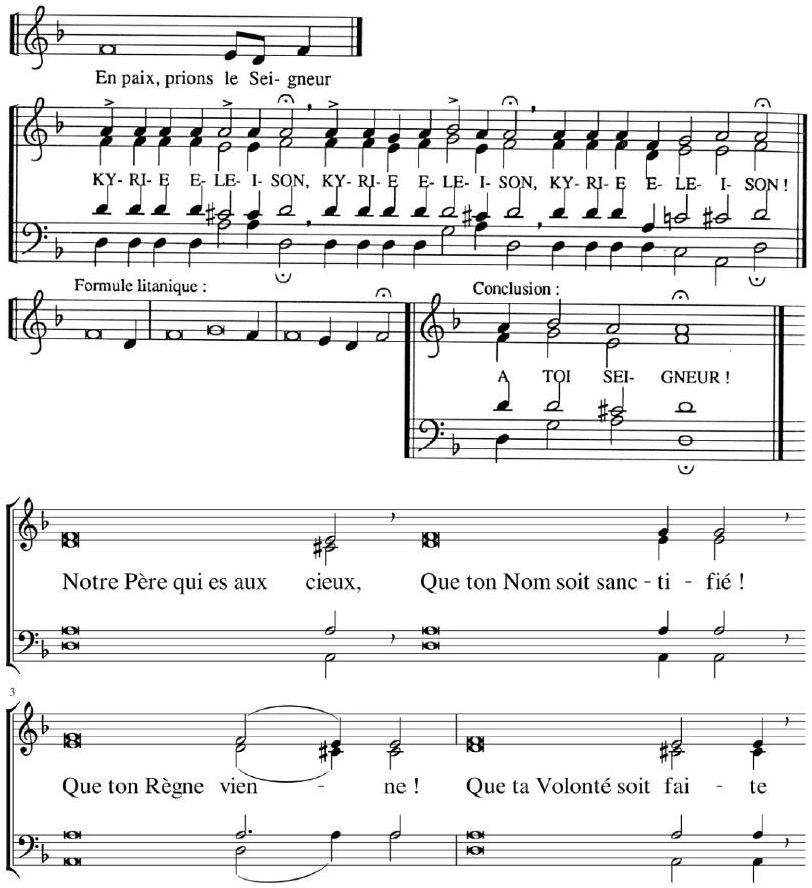 En paix, prions le Sei- gneur
KY- RI- E E- LE- I- SON, KY- RI- E E- LE- I- SON, KY- RI- E E- LE- I- SON !
Formule litanique :
Conclusion :
A TOI SEI- GNEUR !
Notre Père qui es aux cieux, Que ton Nom soit sanc - ti - fié !
3
Que ton Règne vien - ne ! Que ta Volonté soit fai - te